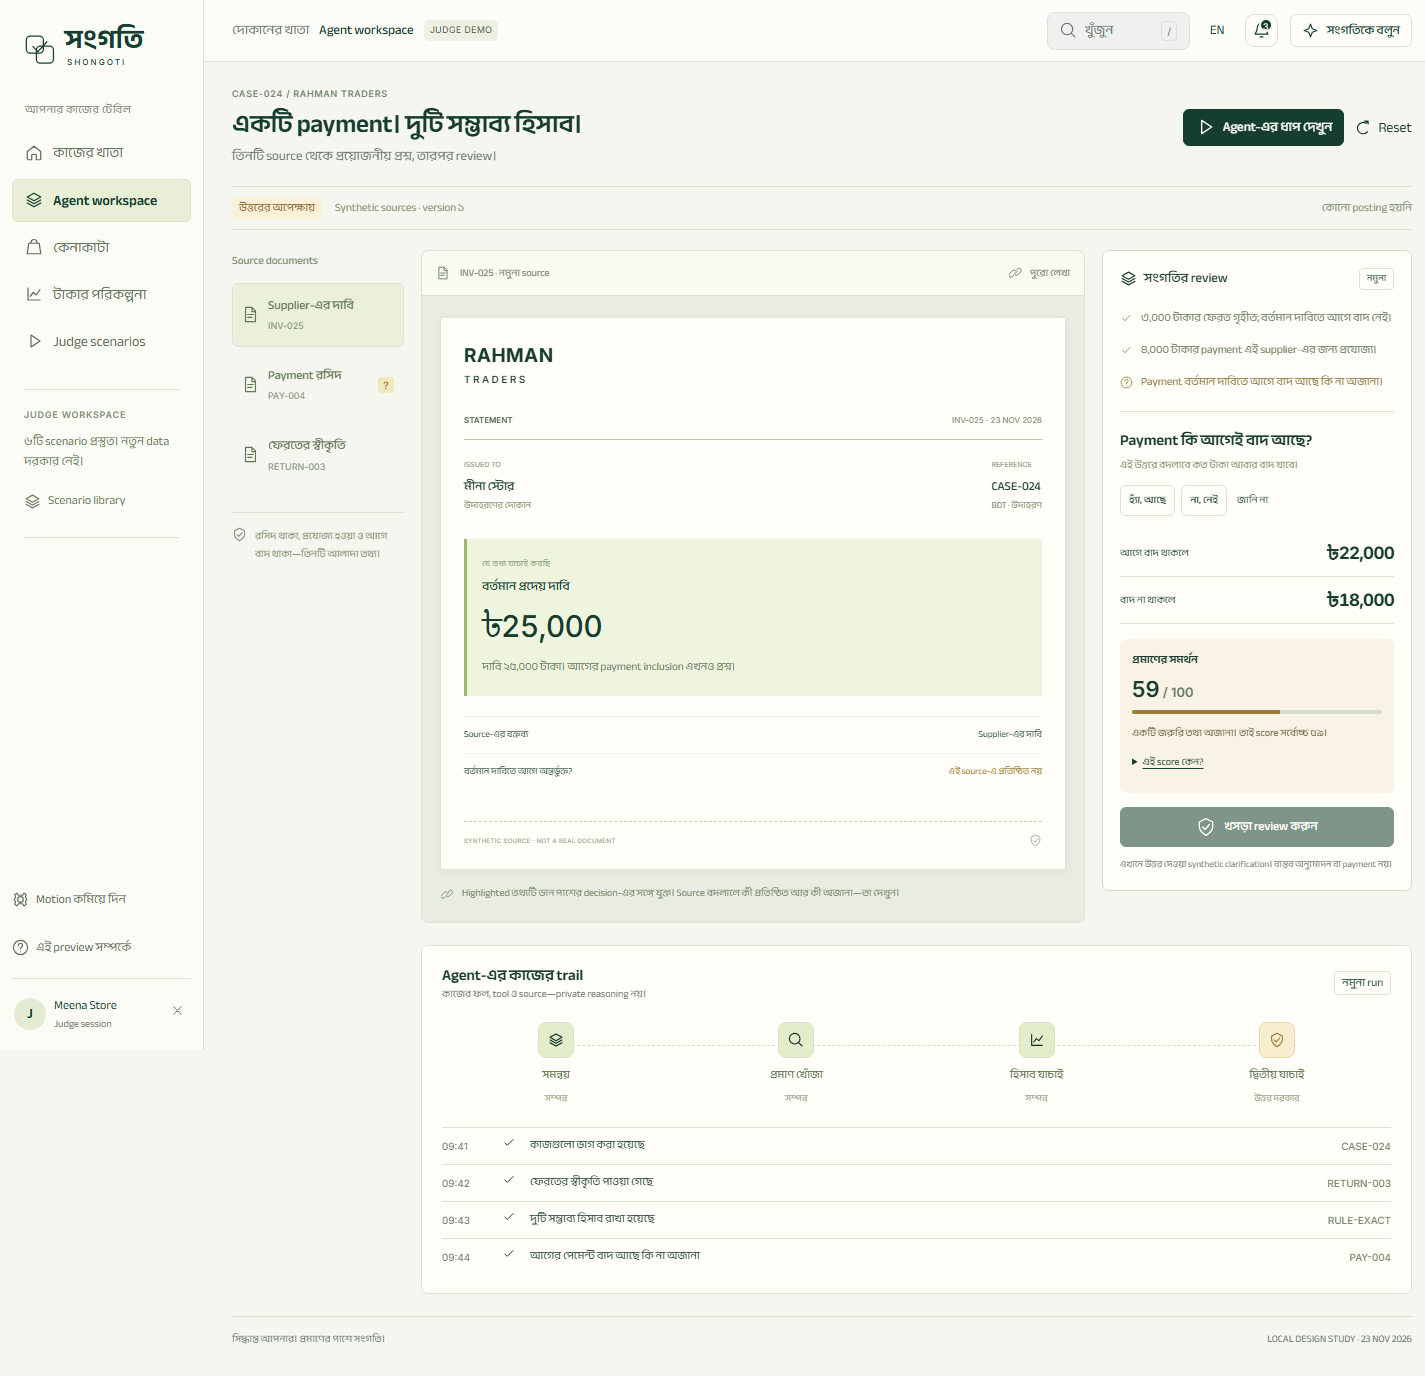 সংগতি
SHONGOTI
আপনার কাজের টেবিল
কাজের খাতা
Agent workspace
কেনাকাটা
টাকার পরিকল্পনা
Judge scenarios
JUDGE WORKSPACE
৬টি scenario প্রস্তুত। নতুন data
দরকার নেই।
Scenario library
Motion কমিয়ে দিন
এই preview সম্পর্কে
J
Meena Store
Judge session
দোকানের খাতা Agent workspace JUDGE DEMO
খুঁজুন /
EN
3
সংগতিকে বলুন
CASE-024 / RAHMAN TRADERS
একটি payment। দুটি সম্ভাব্য হিসাব।
তিনটি source থেকে প্রয়োজনীয় প্রশ্ন, তারপর review।
Agent-এর ধাপ দেখুন
Reset
উত্তরের অপেক্ষায়
Synthetic sources · version ১
কোনো posting হয়নি
Source documents
Supplier-এর দাবি
INV-025
Payment রসিদ
PAY-004
?
ফেরতের স্বীকৃতি
RETURN-003
রসিদ থাকা, প্রযোজ্য হওয়া ও আগে
বাদ থাকা—তিনটি আলাদা তথ্য।
INV-025 · নমুনা source
পুরো লেখা
RAHMAN
TRADERS
STATEMENT
INV-025 · 23 NOV 2026
ISSUED TO
মীনা স্টোর
উদাহরণের দোকান
REFERENCE
CASE-024
BDT · উদাহরণ
যে তথ্য যাচাই করছি
বর্তমান প্রদেয় দাবি
৳25,000
দাবি ২৫,০০০ টাকা। আগের payment inclusion এখনও প্রশ্ন।
Source-এর বক্তব্য
Supplier-এর দাবি
বর্তমান দাবিতে আগে অন্তর্ভুক্ত?
এই source-এ প্রতিষ্ঠিত নয়
SYNTHETIC SOURCE · NOT A REAL DOCUMENT
Highlighted তথ্যটি ডান পাশের decision-এর সঙ্গে যুক্ত। Source বদলালে কী প্রতিষ্ঠিত আর কী অজানা—তা দেখুন।
সংগতির review
নমুনা
৩,000 টাকার ফেরত গৃহীত; বর্তমান দাবিতে আগে বাদ নেই।
8,000 টাকার payment এই supplier-এর জন্য প্রযোজ্য।
Payment বর্তমান দাবিতে আগে বাদ আছে কি না অজানা।
Payment কি আগেই বাদ আছে?
এই উত্তরে বদলাবে কত টাকা আবার বাদ যাবে।
হ্যাঁ, আছে
না, নেই
জানি না
আগে বাদ থাকলে
৳22,000
বাদ না থাকলে
৳18,000
প্রমাণের সমর্থন
59 / 100
একটি জরুরি তথ্য অজানা। তাই score সর্বোচ্চ ৫৯।
এই score কেন?
খসড়া review করুন
এখানে উত্তর দেওয়া synthetic clarification। বাস্তব অনুমোদন বা payment নয়।
Agent-এর কাজের trail
কাজের ফল, tool ও source—private reasoning নয়।
নমুনা run
সমন্বয়
সম্পন্ন
প্রমাণ খোঁজা
সম্পন্ন
হিসাব যাচাই
সম্পন্ন
দ্বিতীয় যাচাই
উত্তর দরকার
09:41 কাজগুলো ভাগ করা হয়েছে CASE-024
09:42 ফেরতের স্বীকৃতি পাওয়া গেছে RETURN-003
09:43 দুটি সম্ভাব্য হিসাব রাখা হয়েছে RULE-EXACT
09:44 আগের পেমেন্ট বাদ আছে কি না অজানা PAY-004
সিদ্ধান্ত আপনার। প্রমাণের পাশে সংগতি।
LOCAL DESIGN STUDY · 23 NOV 2026